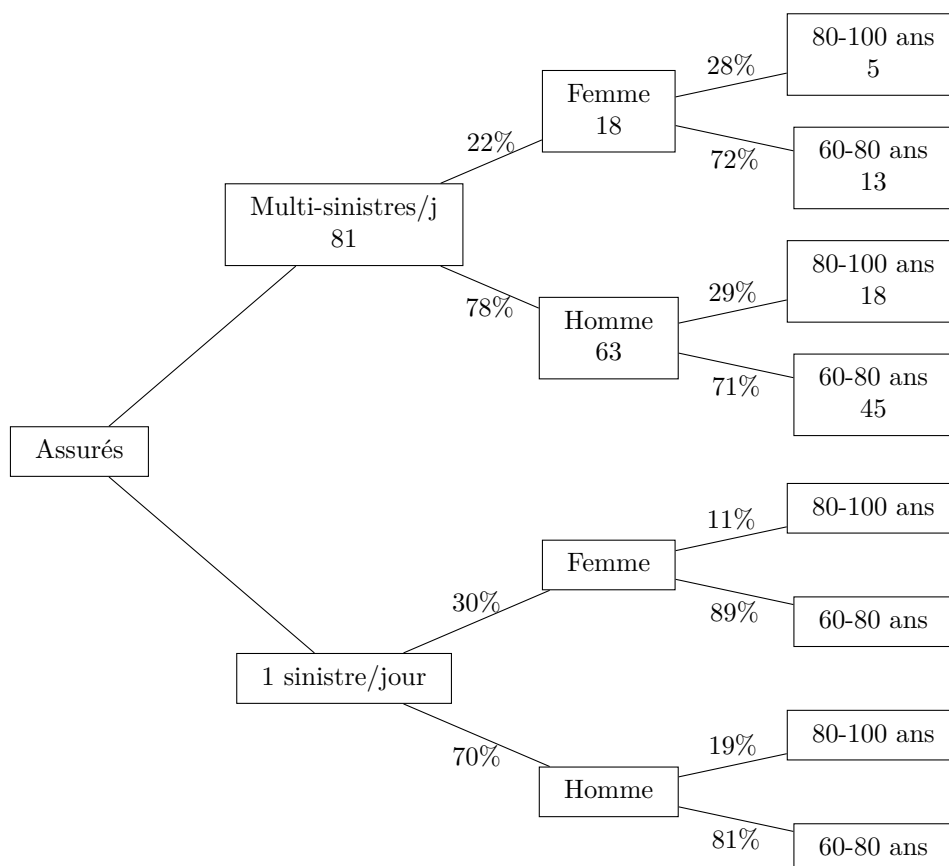 80-100 ans
5
28%
Femme
18
22%
72%
60-80 ans
13
Multi-sinistres/j
81
80-100 ans
18
29%
78%
Homme
63
71%
60-80 ans
45
Assurés
80-100 ans
11%
Femme
30%
89%
60-80 ans
1 sinistre/jour
80-100 ans
19%
70%
Homme
81%
60-80 ans